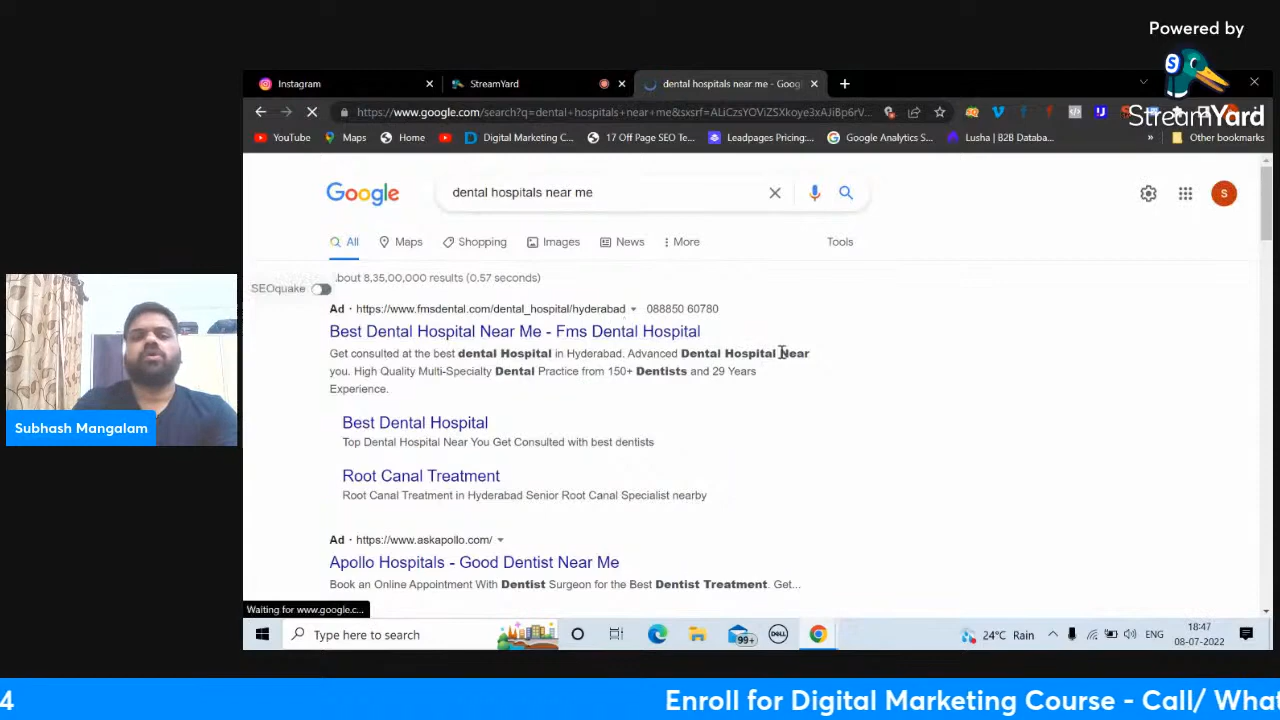 Powered by
StreamYard
Instagram
StreamYard
dental hospitals near me - Goog
https://www.google.com/search?q=dental+hospitals+near+me&sxsrf=ALiCzsYOViZSXkoye3xAJiBp6rV...
YouTube
Maps
Home
Digital Marketing C...
17 Off Page SEO Te...
Leadpages Pricing:...
Google Analytics S...
Lusha | B2B Databa...
»
Other bookmarks
Google
dental hospitals near me
S
All
Maps
Shopping
Images
News
More
Tools
bout 8,35,00,000 results (0.57 seconds)
SEOquake
Ad · https://www.fmsdental.com/dental_hospital/hyderabad 088850 60780
Best Dental Hospital Near Me - Fms Dental Hospital
Get consulted at the best dental Hospital in Hyderabad. Advanced Dental Hospital Near
you. High Quality Multi-Specialty Dental Practice from 150+ Dentists and 29 Years
Experience.
Best Dental Hospital
Top Dental Hospital Near You Get Consulted with best dentists
Root Canal Treatment
Root Canal Treatment in Hyderabad Senior Root Canal Specialist nearby
Ad · https://www.askapollo.com/
Apollo Hospitals - Good Dentist Near Me
Book an Online Appointment With Dentist Surgeon for the Best Dentist Treatment. Get...
Subhash Mangalam
Waiting for www.google.c...
Type here to search
99+
DELL
24°C Rain
ENG
18:47
08-07-2022
4
Enroll for Digital Marketing Course - Call/ What